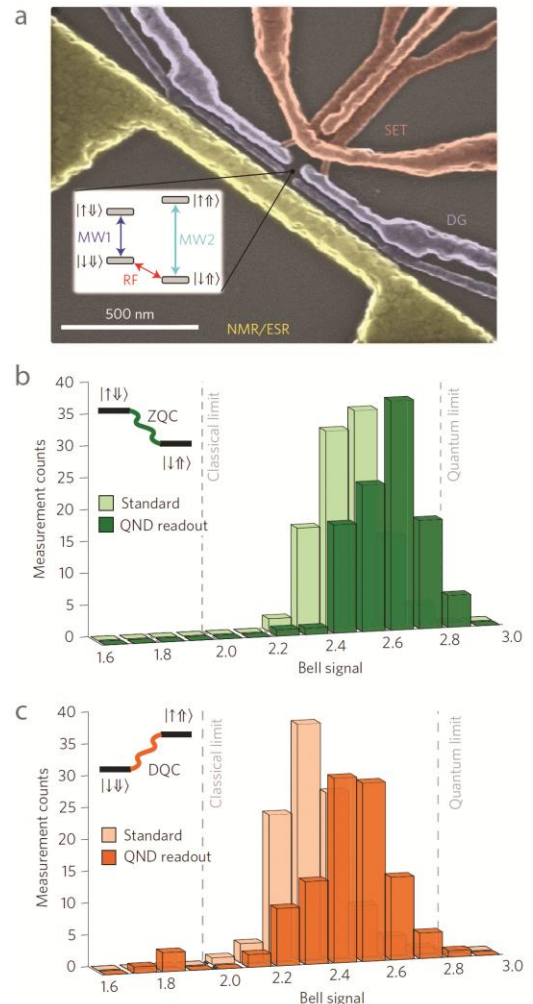 a
SET
DG
|↑⇓⟩
|↑⇑⟩
MW1
MW2
|↓⇓⟩
RF
|↓⇑⟩
500 nm
NMR/ESR
b
40
35
30
25
20
15
10
5
0
Measurement counts
|↑⇓⟩
ZQC
|↓⇑⟩
Classical limit
Quantum limit
Standard
QND readout
1.6
1.8
2.0
2.2
2.4
2.6
2.8
3.0
Bell signal
c
40
35
30
25
20
15
10
5
0
Measurement counts
|↑⇑⟩
DQC
|↓⇓⟩
Classical limit
Quantum limit
Standard
QND readout
1.6
1.8
2.0
2.2
2.4
2.6
2.8
3.0
Bell signal